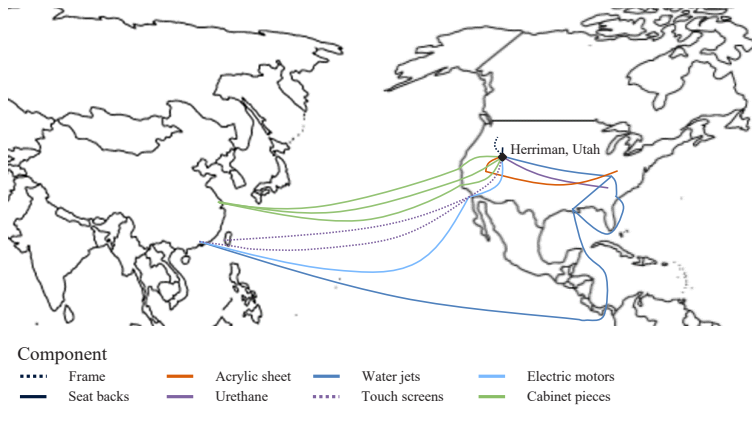 Herriman, Utah
Component
Frame Acrylic sheet Water jets Electric motors
Seat backs Urethane Touch screens Cabinet pieces